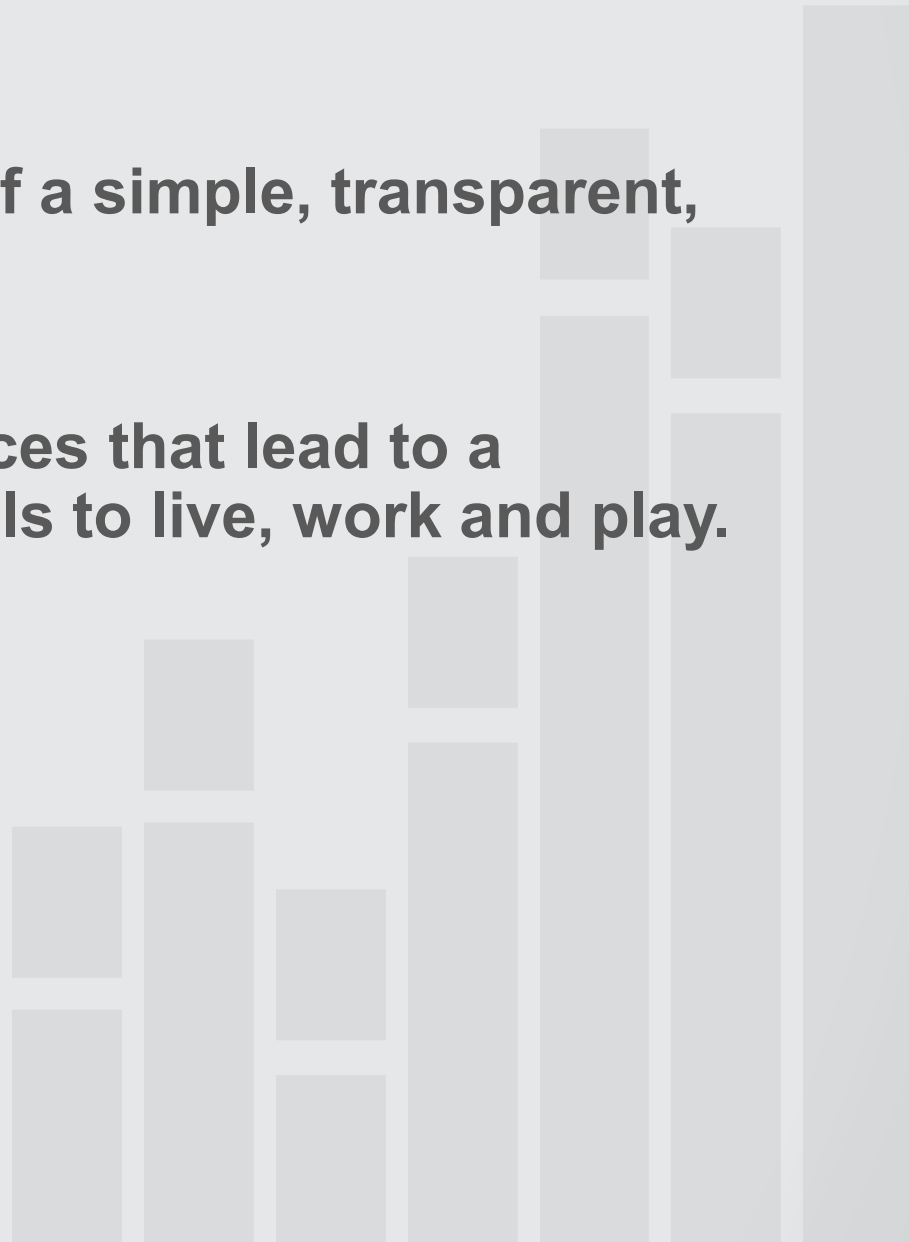 f a simple, transparent,
ces that lead to a
ls to live, work and play.